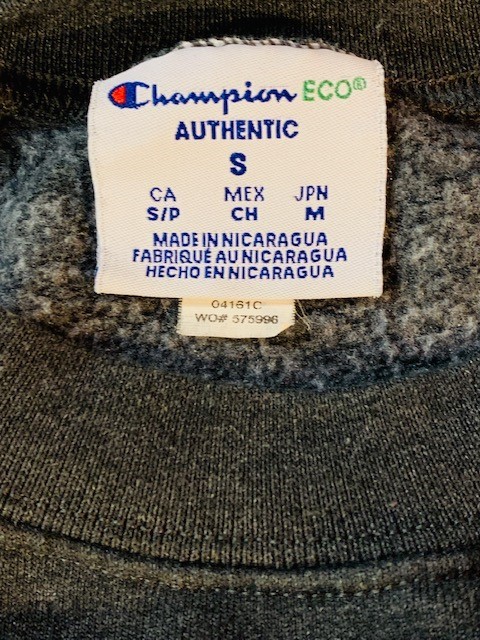 Champion ECO®
AUTHENTIC
S
CA MEX JPN
S/P CH M
MADE IN NICARAGUA
FABRIQUÉ AU NICARAGUA
HECHO EN NICARAGUA
04161C
WO# 575996